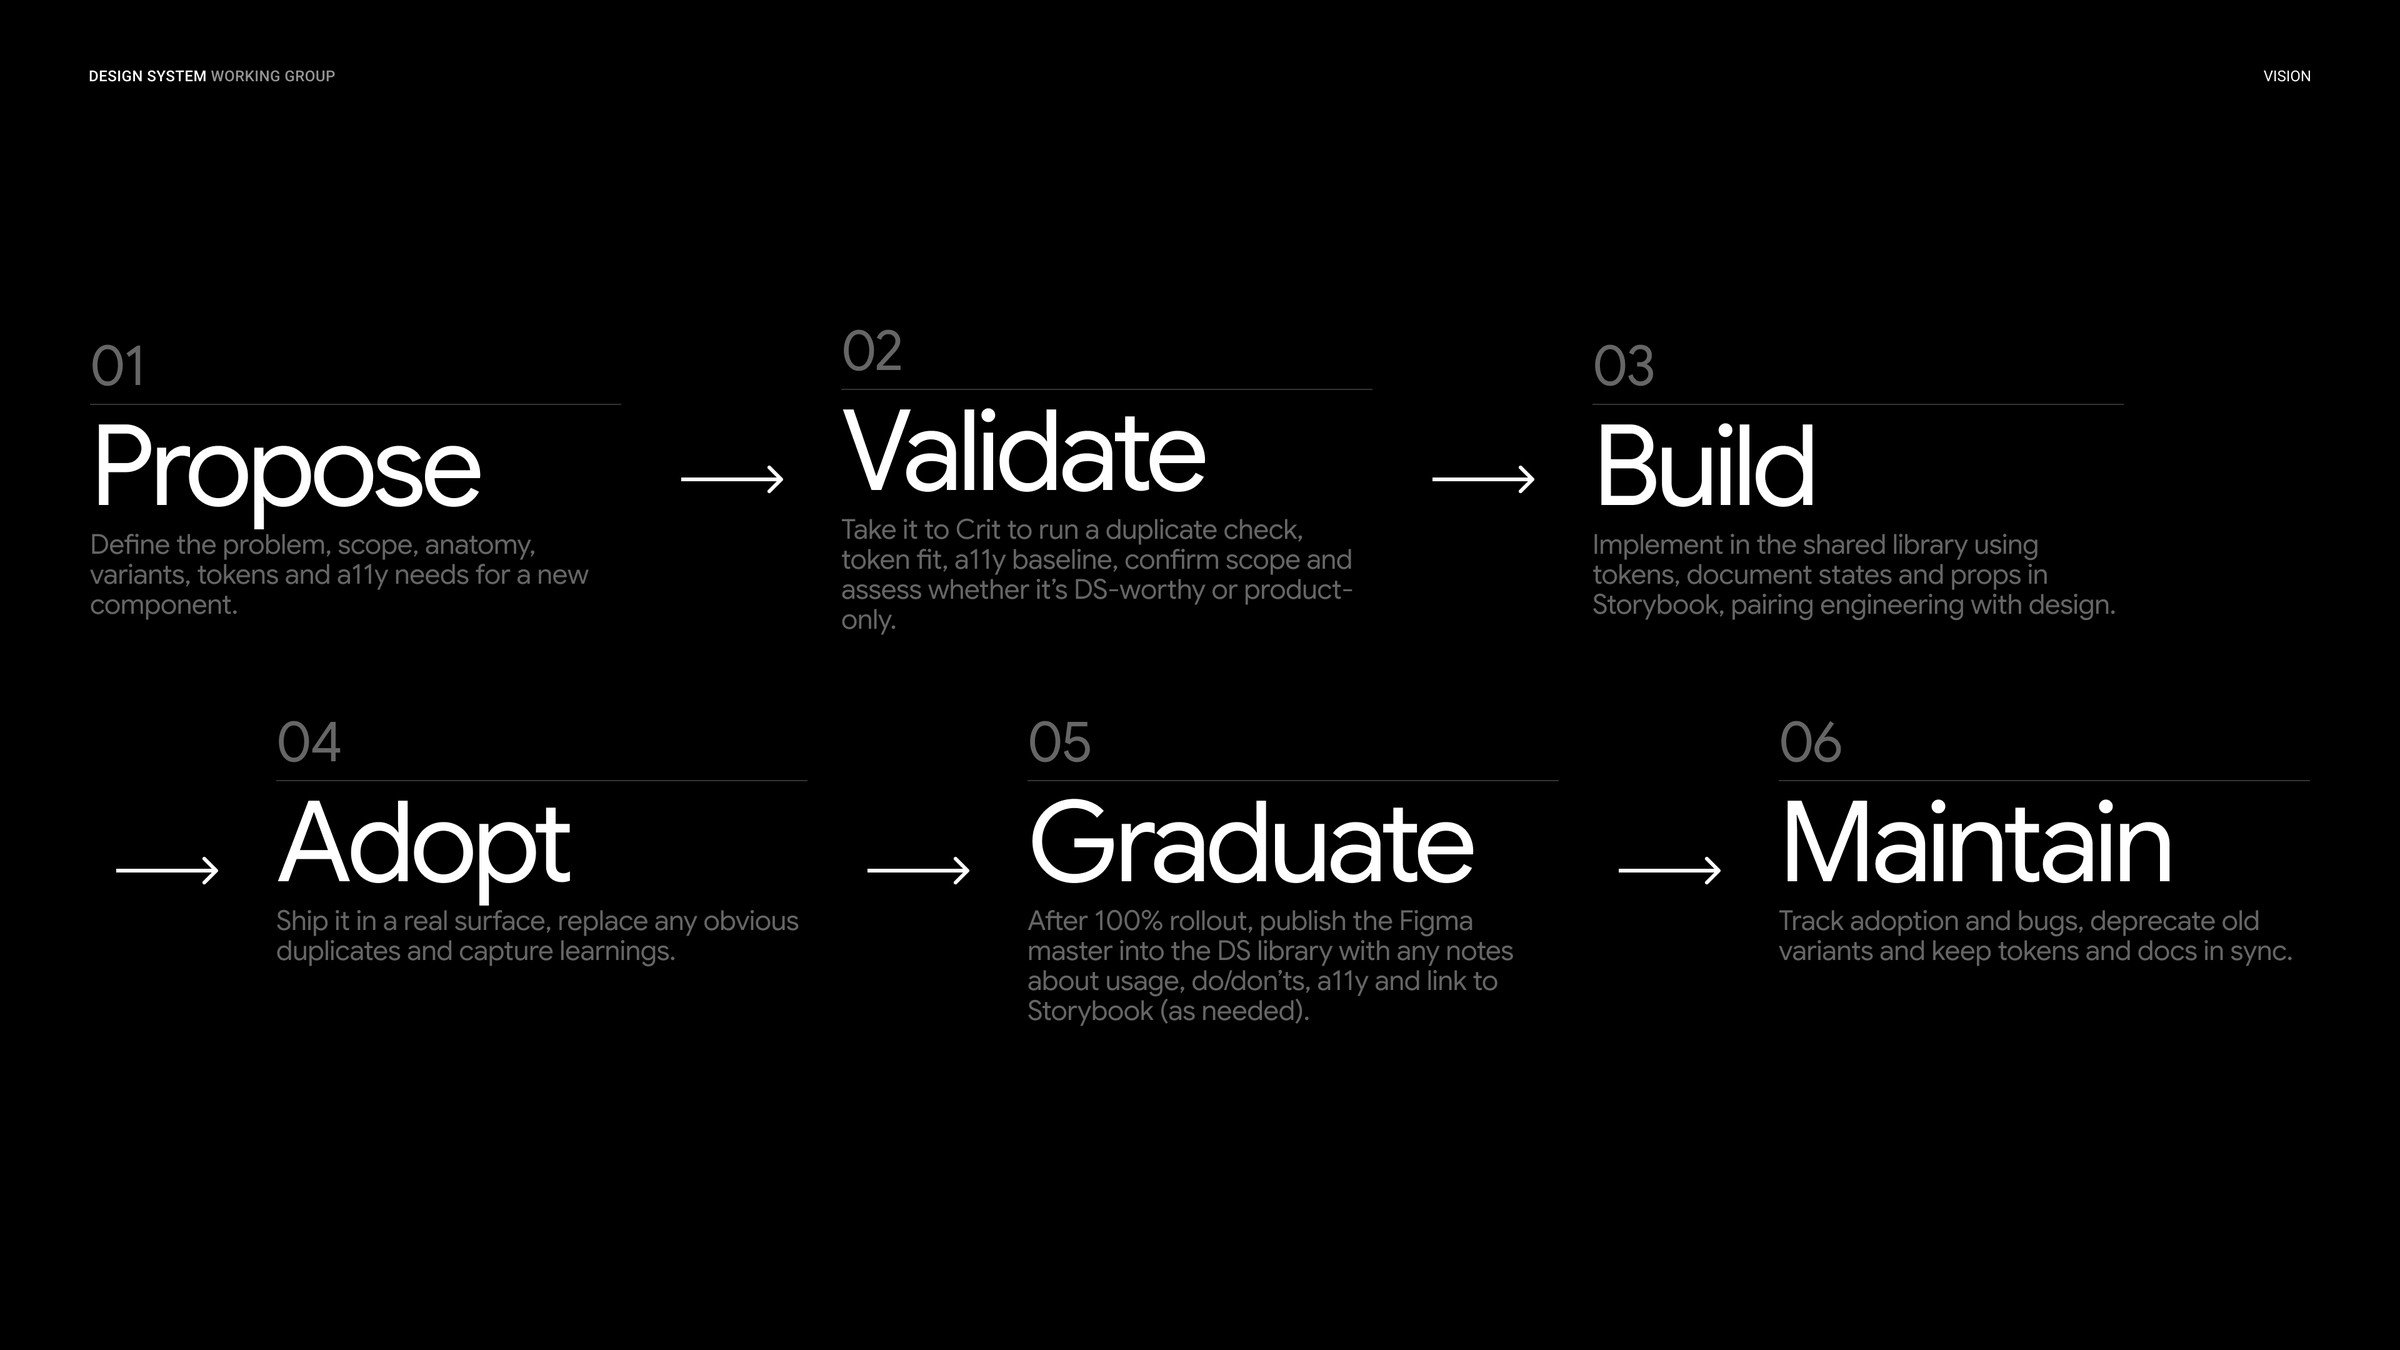 DESIGN SYSTEM WORKING GROUP
VISION
01
Propose
Define the problem, scope, anatomy,
variants, tokens and a11y needs for a new
component.
02
Validate
Take it to Crit to run a duplicate check,
token fit, a11y baseline, confirm scope and
assess whether it’s DS-worthy or product-
only.
03
Build
Implement in the shared library using
tokens, document states and props in
Storybook, pairing engineering with design.
04
Adopt
Ship it in a real surface, replace any obvious
duplicates and capture learnings.
05
Graduate
After 100% rollout, publish the Figma
master into the DS library with any notes
about usage, do/don’ts, a11y and link to
Storybook (as needed).
06
Maintain
Track adoption and bugs, deprecate old
variants and keep tokens and docs in sync.